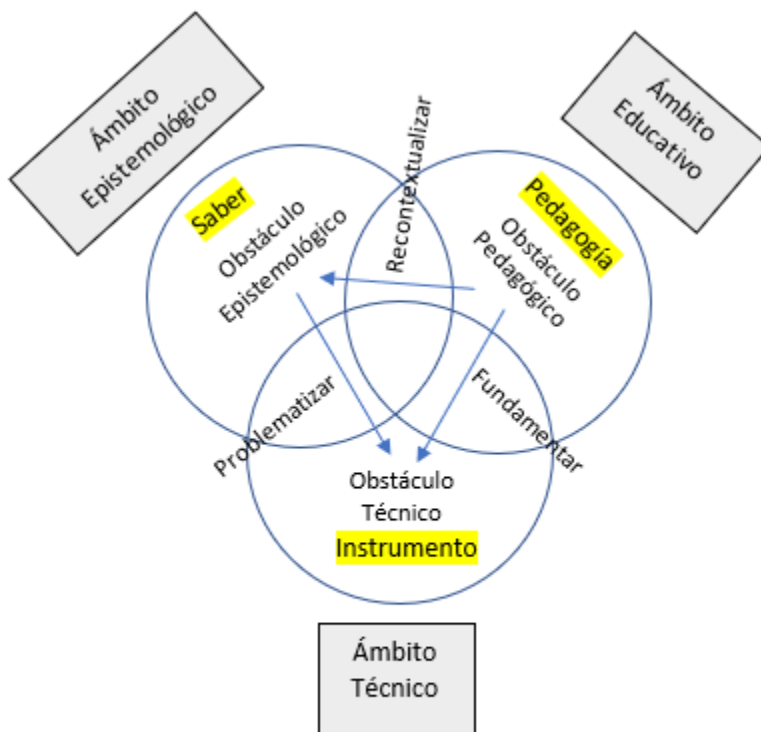 Ámbito
Epistemológico
Ámbito
Educativo
Recontextualizar
Saber
Obstáculo
Epistemológico
Pedagogía
Obstáculo
Pedagógico
Problematizar
Fundamentar
Obstáculo
Técnico
Instrumento
Ámbito
Técnico